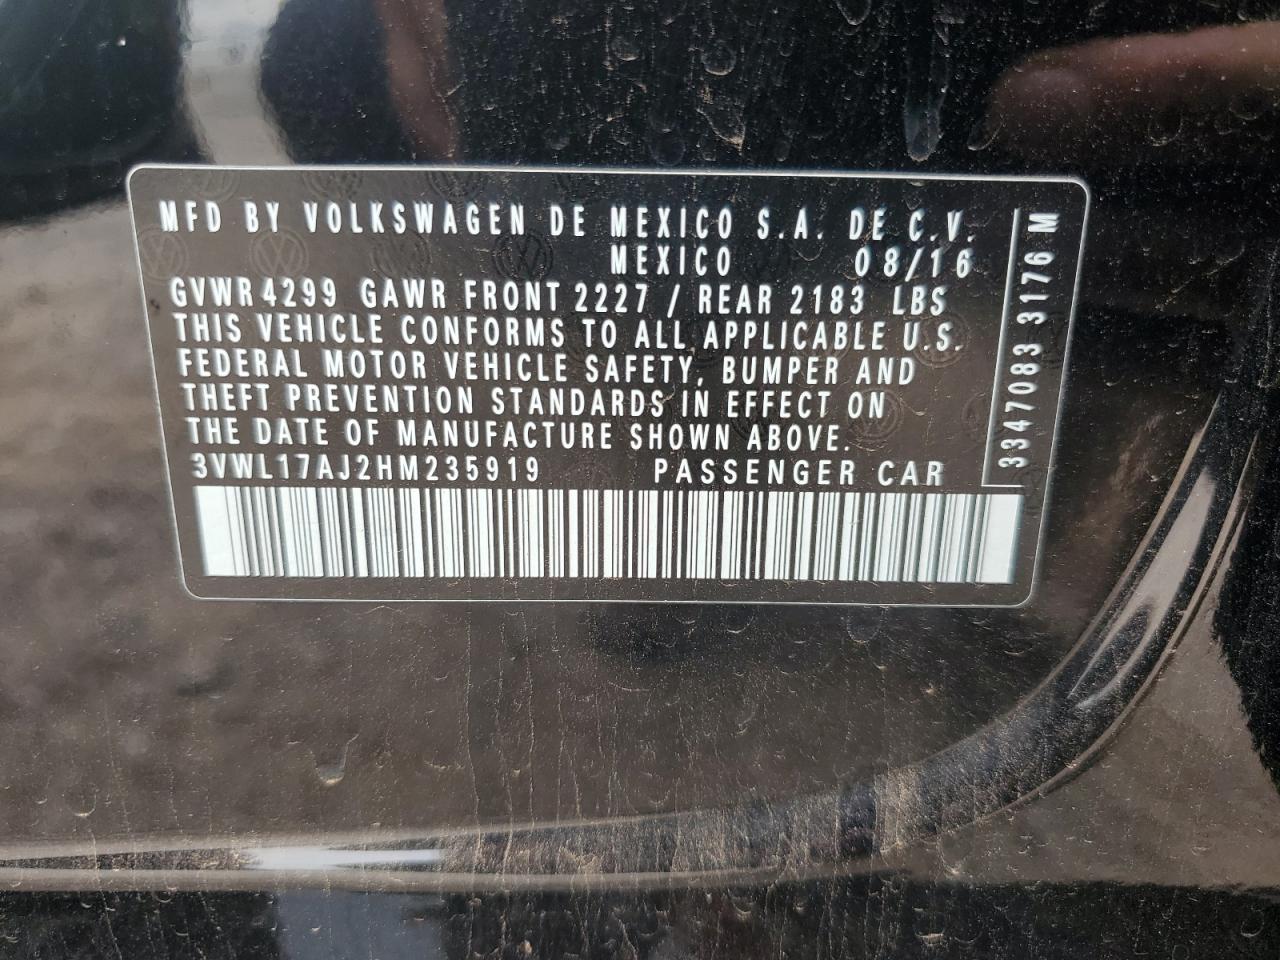 MFD BY VOLKSWAGEN DE MEXICO S.A. DE C.V.
MEXICO 08/16
GVWR 4299 GAWR FRONT 2227 / REAR 2183 LBS
THIS VEHICLE CONFORMS TO ALL APPLICABLE U.S.
FEDERAL MOTOR VEHICLE SAFETY, BUMPER AND
THEFT PREVENTION STANDARDS IN EFFECT ON
THE DATE OF MANUFACTURE SHOWN ABOVE.
3VWL17AJ2HM235919 PASSENGER CAR
3347083 3176 M